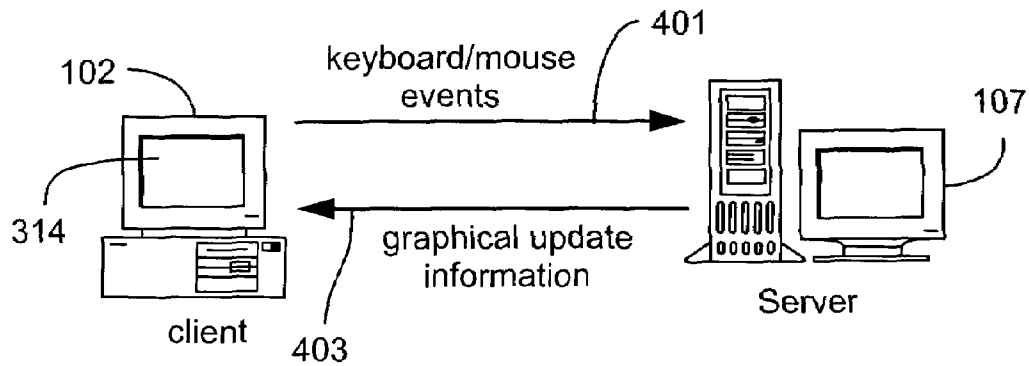 401
keyboard/mouse
events
102
107
314
graphical update
information
Server
client
403